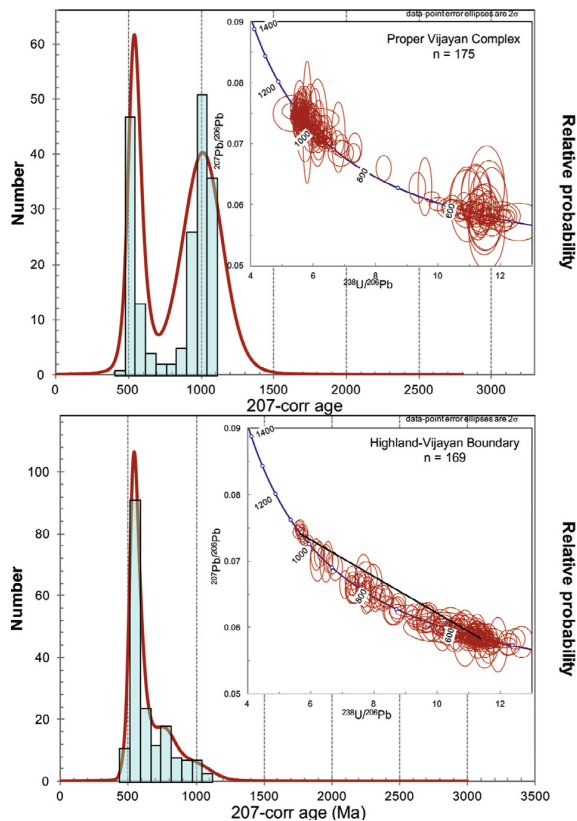 data-point error ellipses are 2σ
Proper Vijayan Complex
n = 175
1400
1200
1000
800
600
0.09
0.08
0.07
0.06
0.05
207Pb/206Pb
4 6 8 10 12
238U/206Pb
60
50
40
30
20
10
0
Number
Relative probability
0 500 1000 1500 2000 2500 3000
207-corr age
data-point error ellipses are 2σ
Highland-Vijayan Boundary
n = 169
1400
1200
1000
800
600
0.09
0.08
0.07
0.06
0.05
207Pb/206Pb
4 6 8 10 12
238U/206Pb
100
80
60
40
20
0
Number
Relative probability
0 500 1000 1500 2000 2500 3000 3500
207-corr age (Ma)